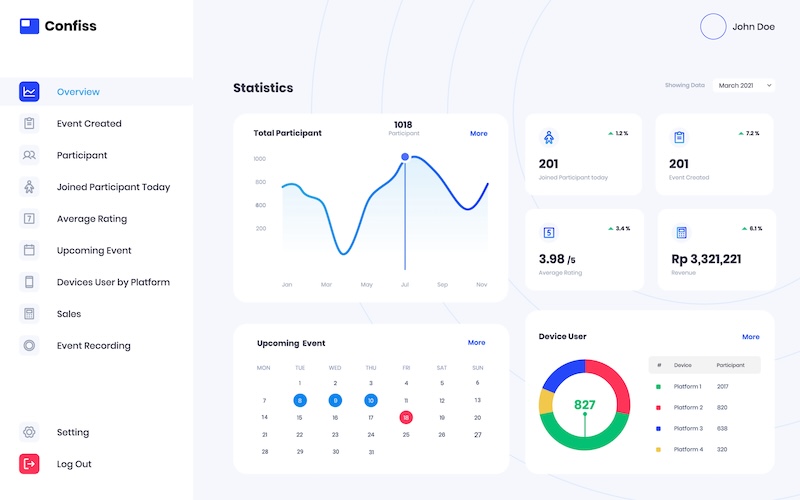 Confiss
John Doe
Overview
Event Created
Participant
Joined Participant Today
7
Average Rating
Upcoming Event
Devices User by Platform
Sales
Event Recording
Setting
Log Out
Statistics
Showing Data
March 2021
Total Participant
1018
Participant
More
1000
800
600
200
Jan Mar May Jul Sep Nov
1.2 %
201
Joined Participant today
7.2 %
201
Event Created
5
3.4 %
3.98 /5
Average Rating
6.1 %
Rp 3,321,221
Revenue
Upcoming Event
More
MON TUE WED THU FRI SAT SUN
1 2 3 4 5 6
7 8 9 10 11 12 13
14 15 16 17 18 19 20
21 22 23 24 25 26 27
28 29 30 31
Device User
More
827
# Device Participant
Platform 1 2017
Platform 2 820
Platform 3 638
Platform 4 320